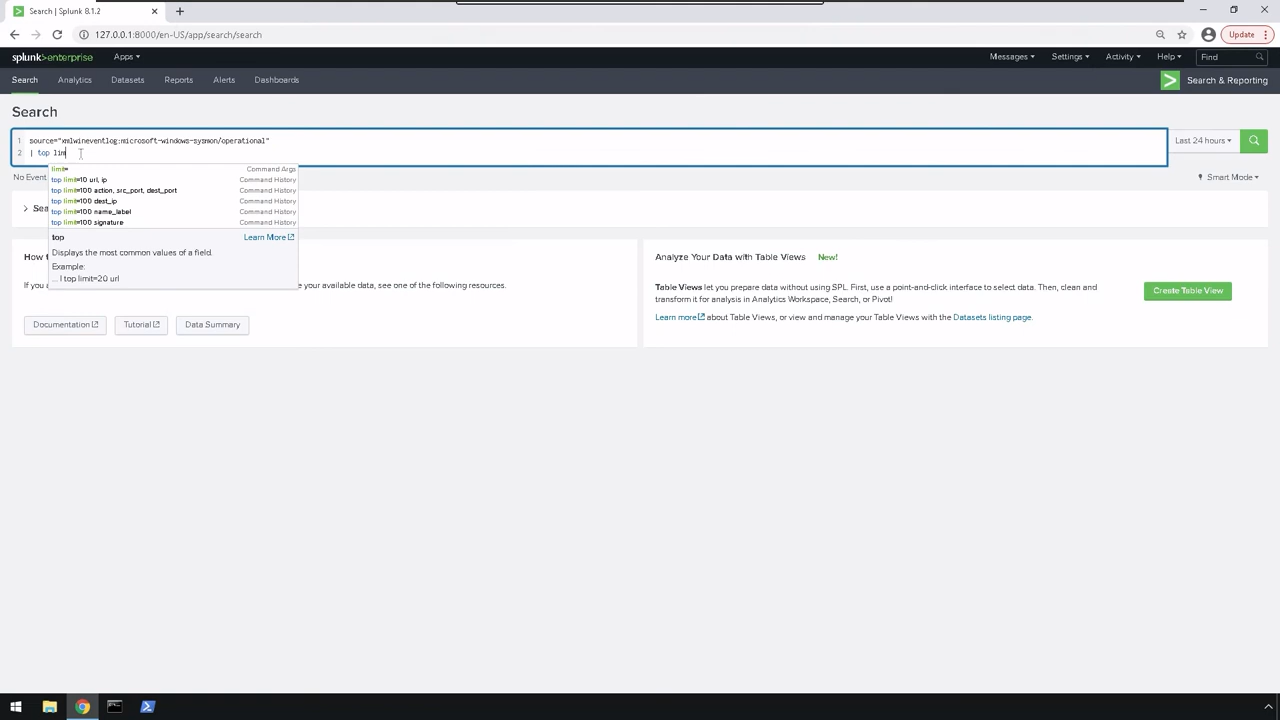 Search | Splunk 8.1.2
127.0.0.1:8000/en-US/app/search/search
Update
splunk>enterprise
Apps
Messages
Settings
Activity
Help
Find
Search
Analytics
Datasets
Reports
Alerts
Dashboards
Search & Reporting
Search
1 source="xmlwineventlog:microsoft-windows-sysmon/operational"
2 | top lim
Last 24 hours
limit= Command Args
No Event
Smart Mode
top limit=10 url, ip Command History
top limit=100 action, src_port, dest_port Command History
top limit=100 dest_ip Command History
Sea
top limit=100 name_label Command History
top limit=100 signature Command History
top Learn More
Displays the most common values of a field.
Example:
... | top limit=20 url
How t
If you a
e your available data, see one of the following resources.
Documentation
Tutorial
Data Summary
Analyze Your Data with Table Views New!
Table Views let you prepare data without using SPL. First, use a point-and-click interface to select data. Then, clean and
transform it for analysis in Analytics Workspace, Search, or Pivot!
Learn more about Table Views, or view and manage your Table Views with the Datasets listing page.
Create Table View